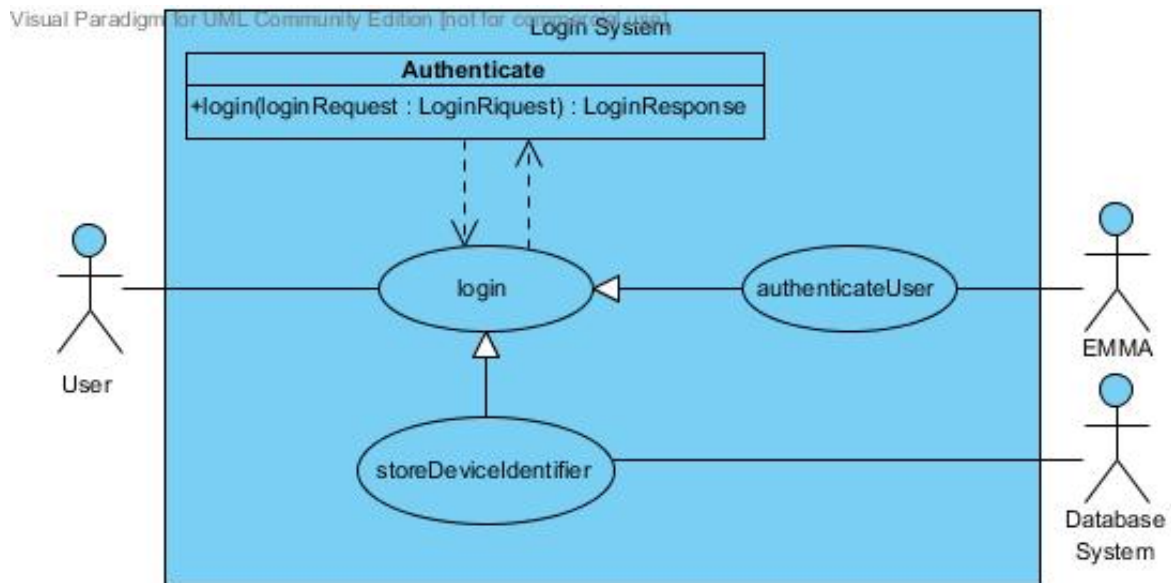 Visual Paradigm for UML Community Edition [not for commercial use]
Login System
Authenticate
+login(loginRequest : LoginRiquest) : LoginResponse
login
authenticateUser
User
EMMA
storeDeviceIdentifier
Database
System